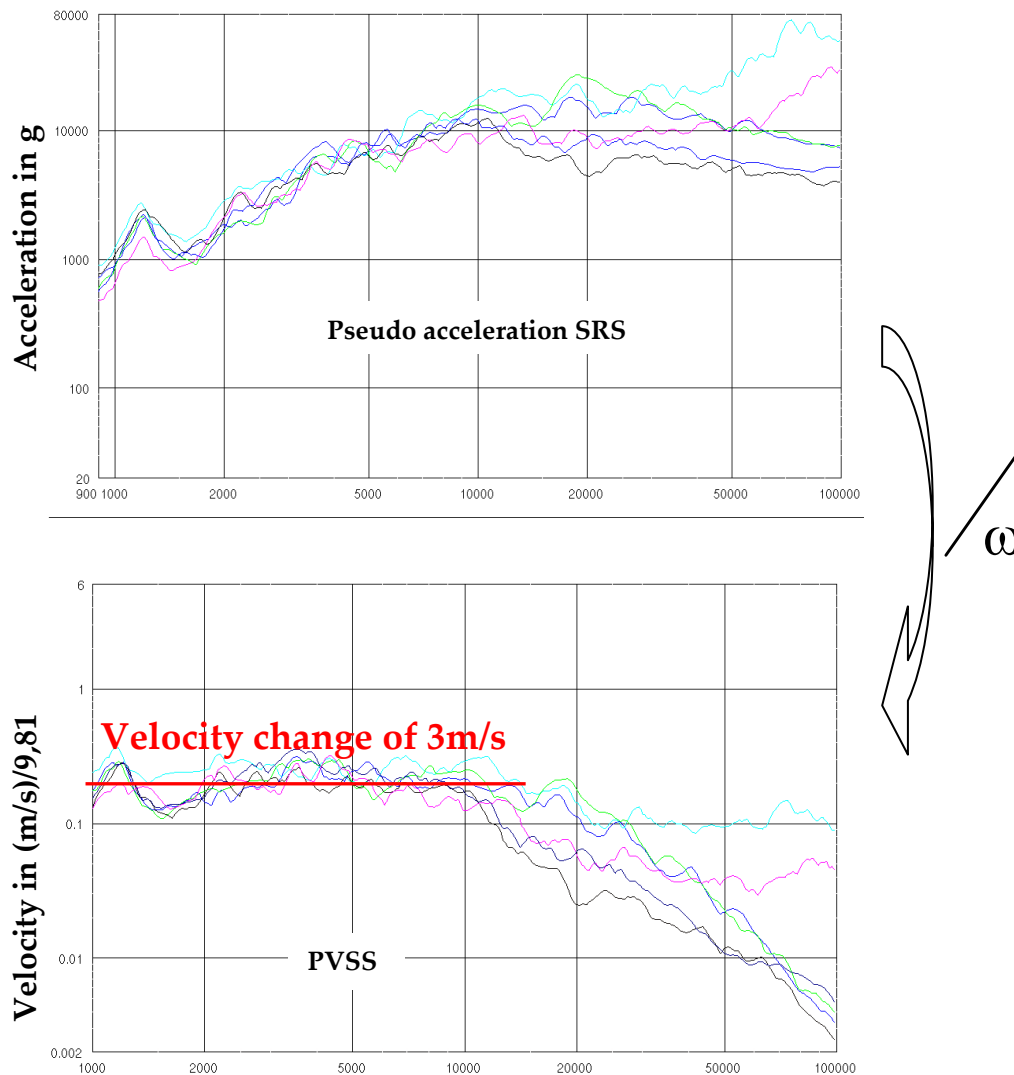 80000
10000
1000
100
20
Acceleration in g
Pseudo acceleration SRS
900 1000 2000 5000 10000 20000 50000 100000
ω
6
1
0.1
0.01
0.002
Velocity in (m/s)/9,81
Velocity change of 3m/s
PVSS
1000 2000 5000 10000 20000 50000 100000